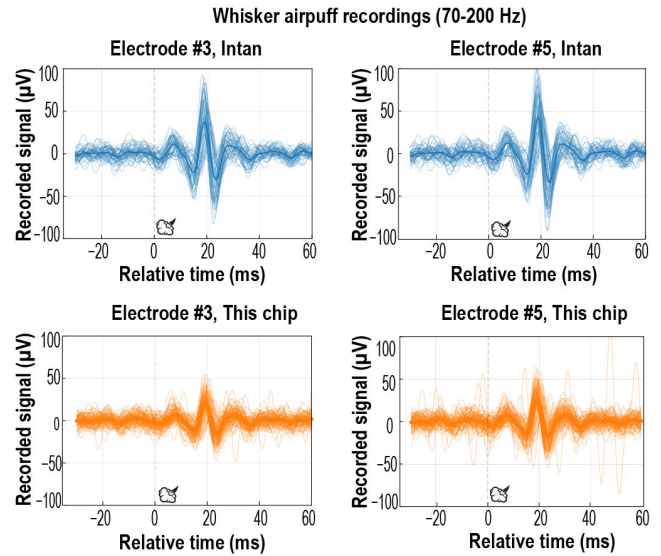 Whisker airpuff recordings (70-200 Hz)
Electrode #3, Intan
Recorded signal (µV)
100
50
0
−50
−100
−20 0 20 40 60
Relative time (ms)
Electrode #5, Intan
Recorded signal (µV)
100
50
0
−50
−100
−20 0 20 40 60
Relative time (ms)
Electrode #3, This chip
Recorded signal (µV)
100
50
0
−50
−100
−20 0 20 40 60
Relative time (ms)
Electrode #5, This chip
Recorded signal (µV)
100
50
0
−50
−100
−20 0 20 40 60
Relative time (ms)